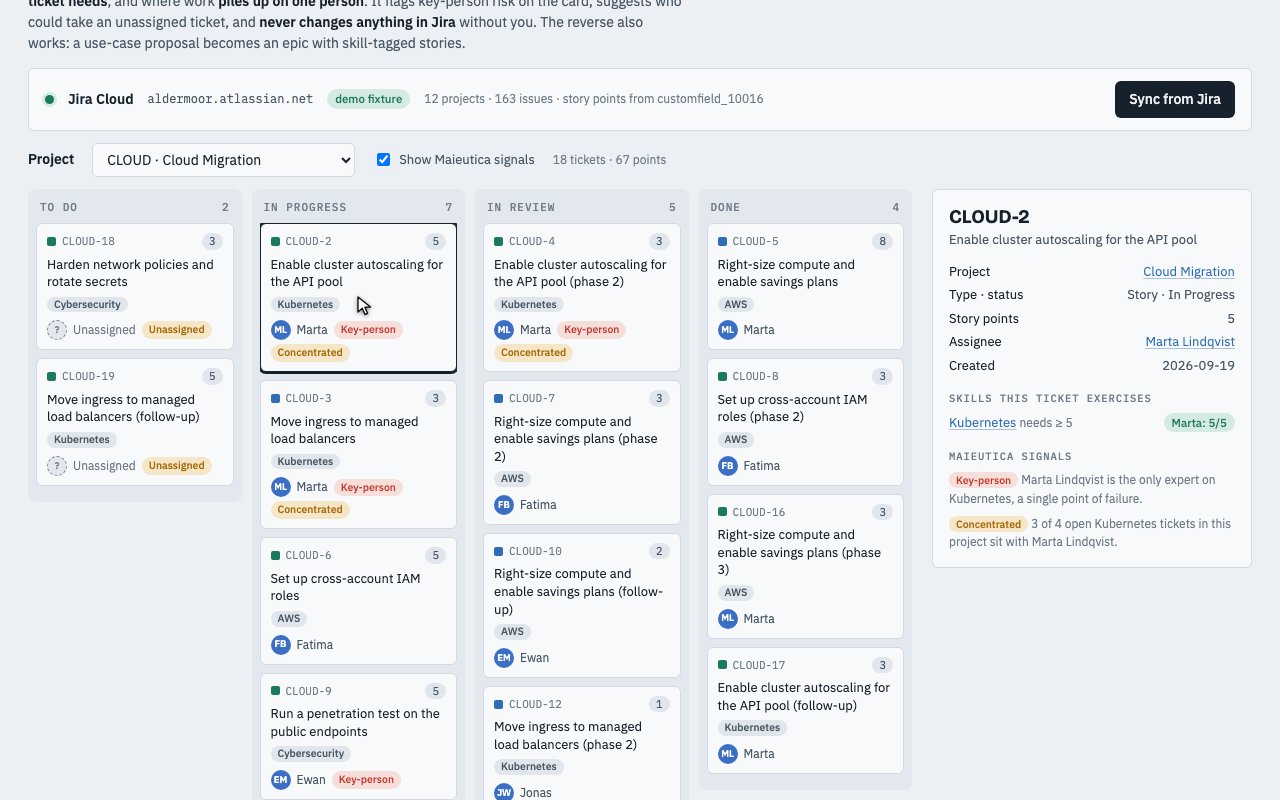 ticket needs, and where work piles up on one person. It flags key-person risk on the card, suggests who
could take an unassigned ticket, and never changes anything in Jira without you. The reverse also
works: a use-case proposal becomes an epic with skill-tagged stories.
Jira Cloud aldermoor.atlassian.net demo fixture 12 projects · 163 issues · story points from customfield_10016 Sync from Jira
Project CLOUD · Cloud Migration Show Maieutica signals 18 tickets · 67 points
TO DO 2
CLOUD-18 3
Harden network policies and
rotate secrets
Cybersecurity
? Unassigned Unassigned
CLOUD-19 5
Move ingress to managed
load balancers (follow-up)
Kubernetes
? Unassigned Unassigned
IN PROGRESS 7
CLOUD-2 5
Enable cluster autoscaling for
the API pool
Kubernetes
ML Marta Key-person
Concentrated
CLOUD-3 3
Move ingress to managed
load balancers
Kubernetes
ML Marta Key-person
Concentrated
CLOUD-6 5
Set up cross-account IAM
roles
AWS
FB Fatima
CLOUD-9 5
Run a penetration test on the
public endpoints
Cybersecurity
EM Ewan Key-person
IN REVIEW 5
CLOUD-4 3
Enable cluster autoscaling for
the API pool (phase 2)
Kubernetes
ML Marta Key-person
Concentrated
CLOUD-7 3
Right-size compute and
enable savings plans (phase
2)
AWS
FB Fatima
CLOUD-10 2
Right-size compute and
enable savings plans (follow-
up)
AWS
EM Ewan
CLOUD-12 1
Move ingress to managed
load balancers (phase 2)
Kubernetes
JW Jonas
DONE 4
CLOUD-5 8
Right-size compute and
enable savings plans
AWS
ML Marta
CLOUD-8 3
Set up cross-account IAM
roles (phase 2)
AWS
FB Fatima
CLOUD-16 3
Right-size compute and
enable savings plans (phase
3)
AWS
ML Marta
CLOUD-17 3
Enable cluster autoscaling for
the API pool (follow-up)
Kubernetes
ML Marta
CLOUD-2
Enable cluster autoscaling for the API pool
Project Cloud Migration
Type · status Story · In Progress
Story points 5
Assignee Marta Lindqvist
Created 2026-09-19
SKILLS THIS TICKET EXERCISES
Kubernetes needs ≥ 5 Marta: 5/5
MAIEUTICA SIGNALS
Key-person Marta Lindqvist is the only expert on
Kubernetes, a single point of failure.
Concentrated 3 of 4 open Kubernetes tickets in this
project sit with Marta Lindqvist.